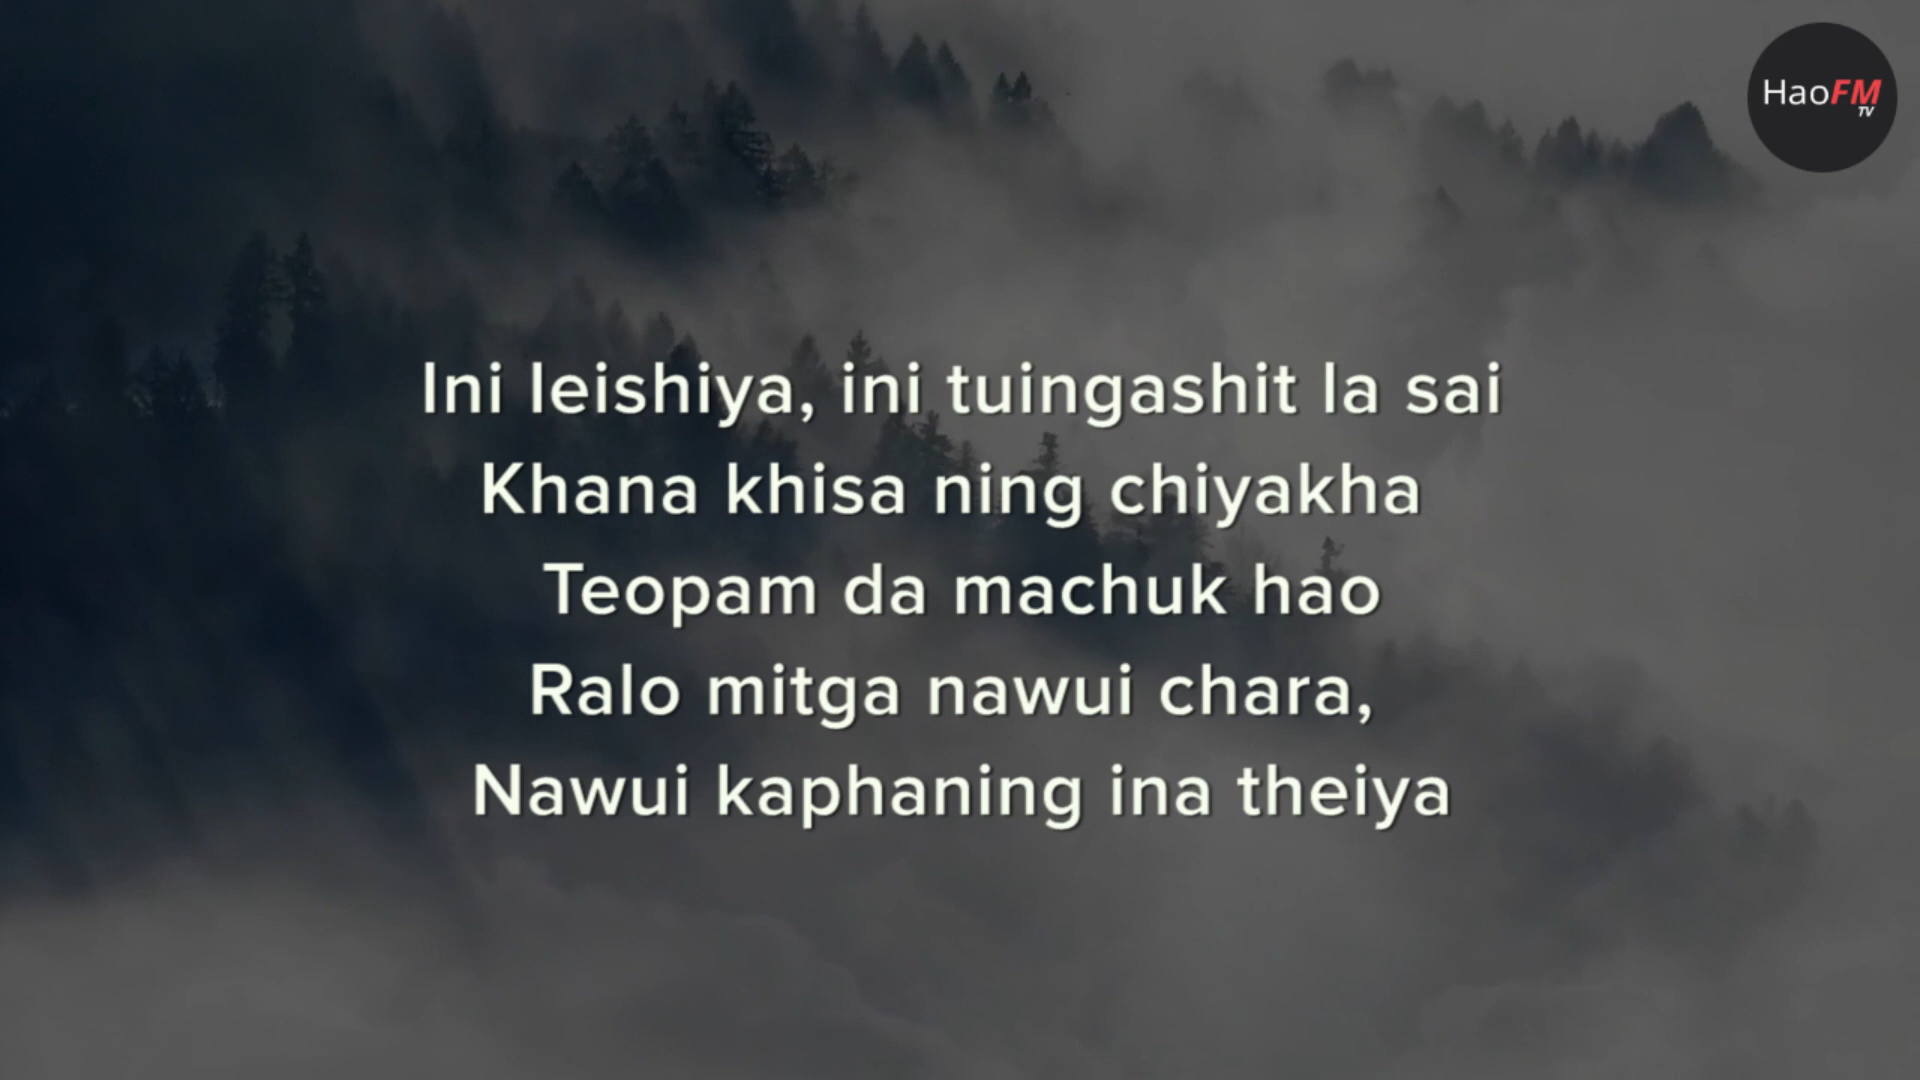 HaoFM
TV
Ini leishiya, ini tuingashit la sai
Khana khisa ning chiyakha
Teopam da machuk hao
Ralo mitga nawui chara,
Nawui kaphaning ina theiya